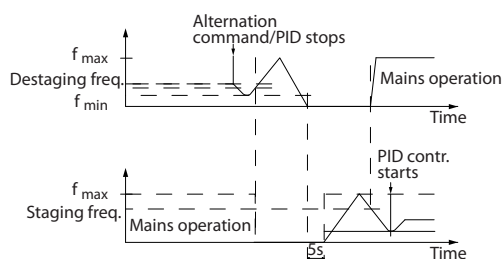 Alternation
command/PID stops
f max
Destaging freq.
f min
Mains operation
Time
PID contr.
starts
f max
Staging freq.
Mains operation
5s
Time